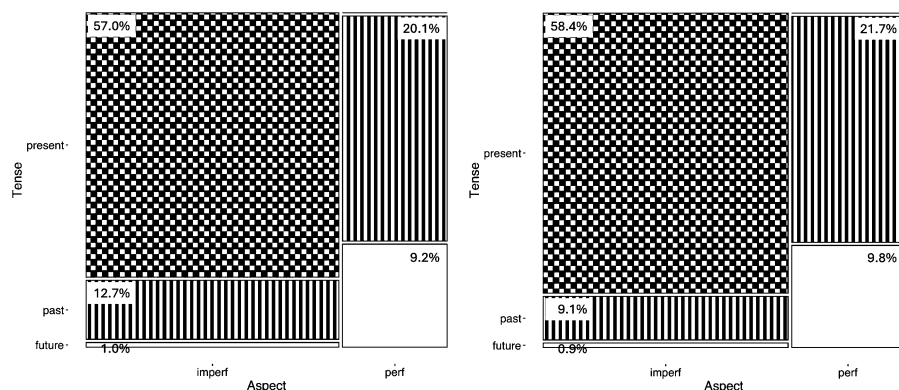 57.0%
20.1%
present
Tense
9.2%
12.7%
past
future
1.0%
imperf
perf
Aspect
58.4%
21.7%
present
Tense
9.8%
9.1%
past
future
0.9%
imperf
perf
Aspect